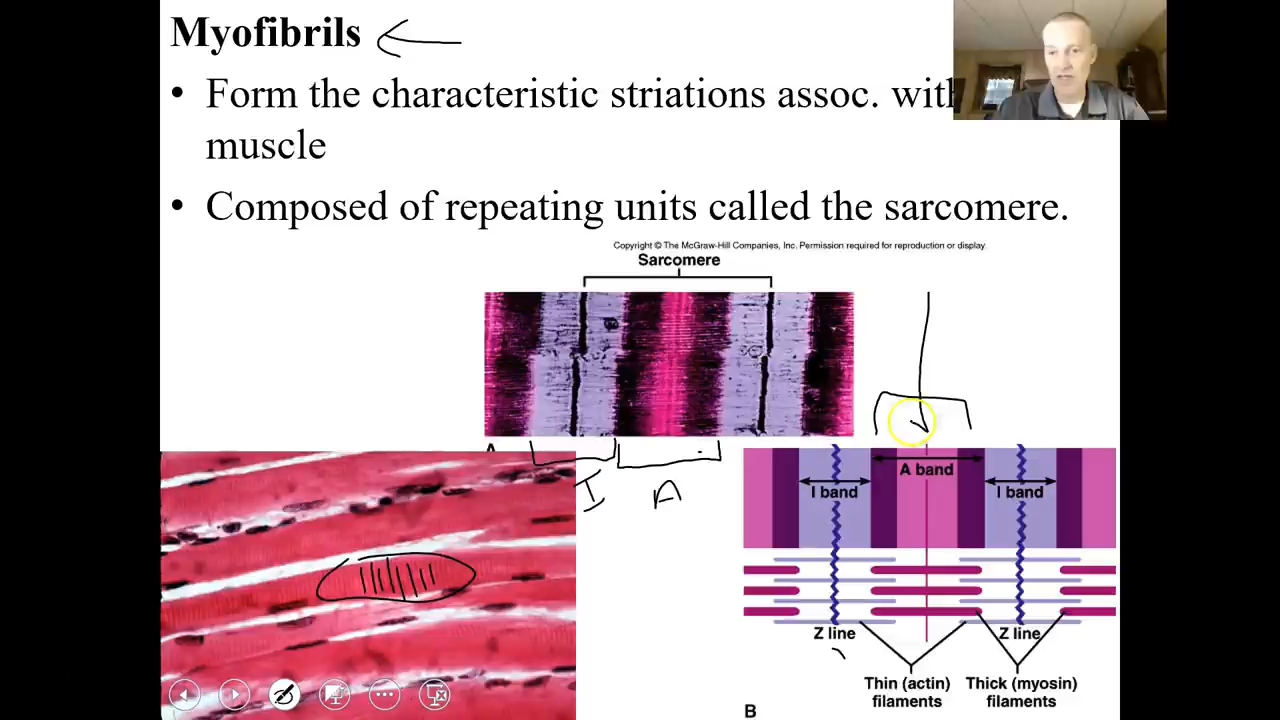 Myofibrils
• Form the characteristic striations assoc. with
muscle
• Composed of repeating units called the sarcomere.
Copyright © The McGraw-Hill Companies, Inc. Permission required for reproduction or display.
Sarcomere
I
A
A band
I band
I band
Z line
Z line
Thin (actin)
filaments
Thick (myosin)
filaments
B